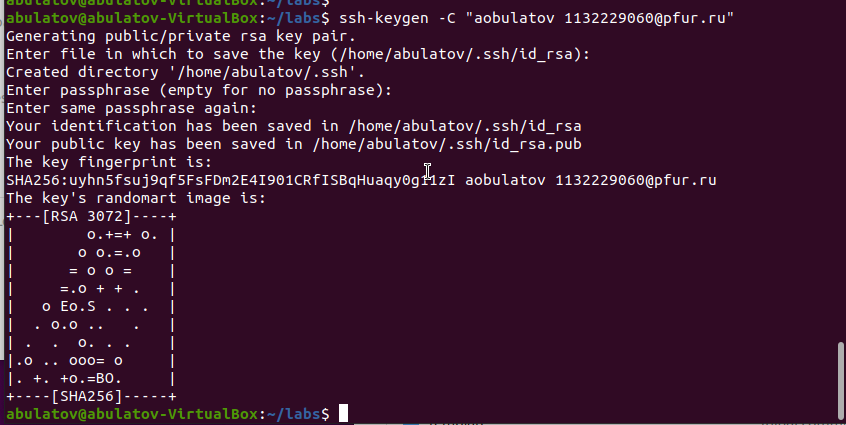 abulatov@abulatov-VirtualBox:~/labs$
abulatov@abulatov-VirtualBox:~/labs$ ssh-keygen -C "aobulatov 1132229060@pfur.ru"
Generating public/private rsa key pair.
Enter file in which to save the key (/home/abulatov/.ssh/id_rsa):
Created directory '/home/abulatov/.ssh'.
Enter passphrase (empty for no passphrase):
Enter same passphrase again:
Your identification has been saved in /home/abulatov/.ssh/id_rsa
Your public key has been saved in /home/abulatov/.ssh/id_rsa.pub
The key fingerprint is:
aobulatov 1132229060@pfur.ru
The key's randomart image is:
+---[RSA 3072]----+
|        o.+=+ o. |
|       o o.=.o   |
|      = o o =    |
|     =.o + + .   |
|   o Eo.S . . .  |
|  . o.o ..   .   |
| .  .  o. . .    |
|.o .. ooo= o     |
|. +. +o.=BO.     |
+----[SHA256]-----+
abulatov@abulatov-VirtualBox:~/labs$